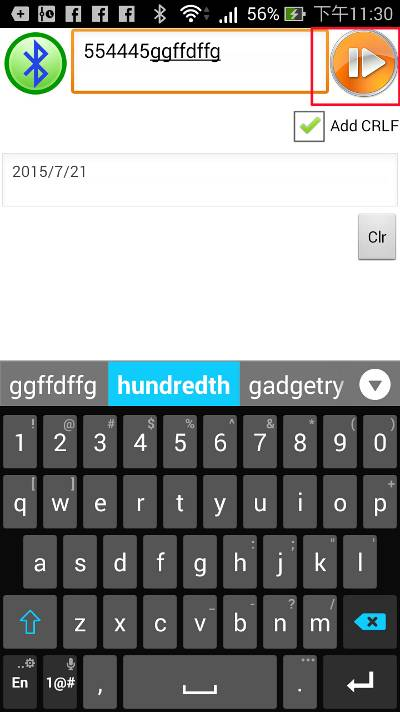 56% 下午11:30
554445ggffdffg
Add CRLF
2015/7/21
Clr
ggffdffg hundredth gadgetry
! @ # $ % ^ & * ( )
1 2 3 4 5 6 7 8 9 0
[ ] +
q w e r t y u i o p
: ; " '
a s d f g h j k l
_ - ? /
z x c v b n m
En 1@# , .